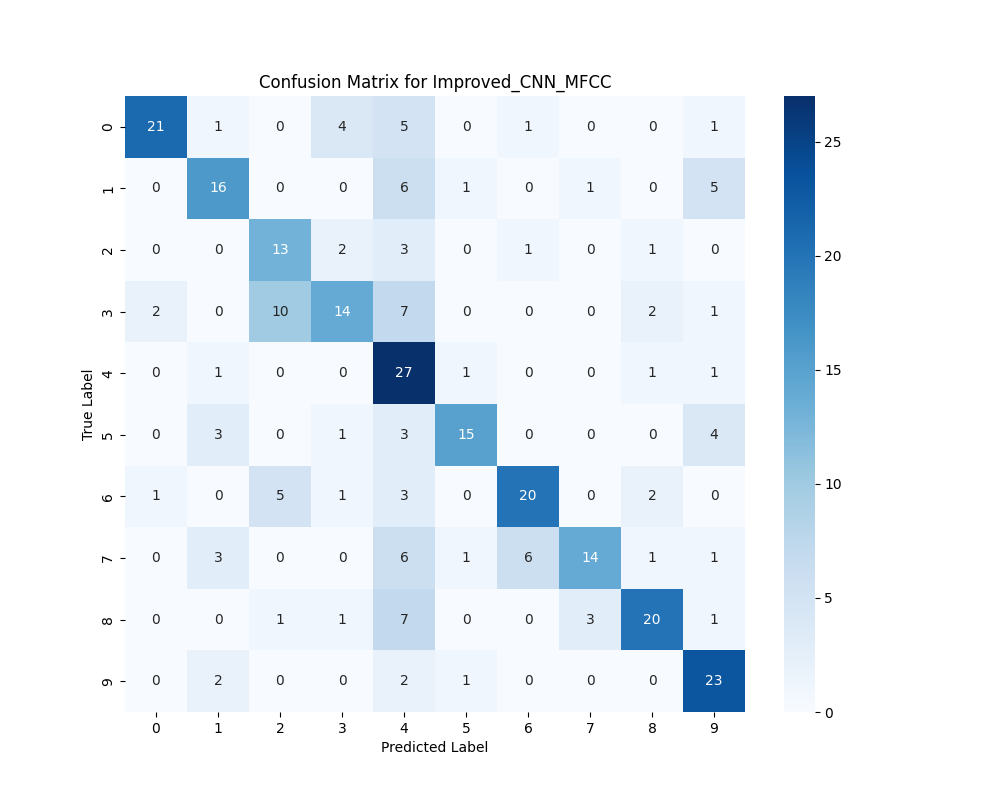 Confusion Matrix for Improved_CNN_MFCC
0 21 1 0 4 5 0 1 0 0 1
1 0 16 0 0 6 1 0 1 0 5
2 0 0 13 2 3 0 1 0 1 0
3 2 0 10 14 7 0 0 0 2 1
4 0 1 0 0 27 1 0 0 1 1
5 0 3 0 1 3 15 0 0 0 4
6 1 0 5 1 3 0 20 0 2 0
7 0 3 0 0 6 1 6 14 1 1
8 0 0 1 1 7 0 0 3 20 1
9 0 2 0 0 2 1 0 0 0 23
0 1 2 3 4 5 6 7 8 9
True Label
Predicted Label
25
20
15
10
5
0